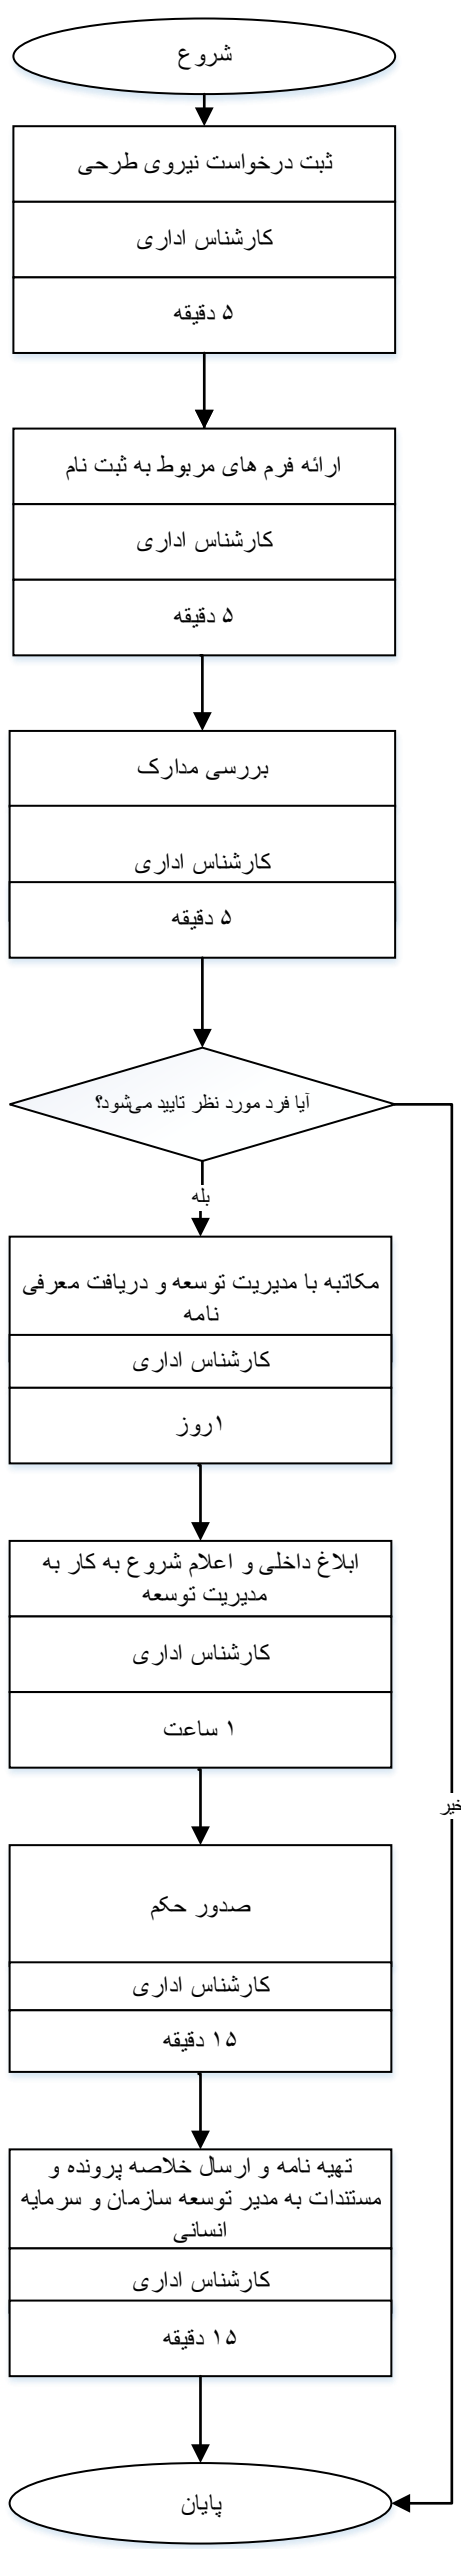 شروع
ثبت درخواست نیروی طرحی
کارشناس اداری
۵ دقیقه
ارائه فرم های مربوط به ثبت نام
کارشناس اداری
۵ دقیقه
بررسی مدارک
کارشناس اداری
۵ دقیقه
آیا فرد مورد نظر تایید می‌شود؟
بله
مکاتبه با مدیریت توسعه و دریافت معرفی
نامه
کارشناس اداری
۱روز
ابلاغ داخلی و اعلام شروع به کار به
مدیریت توسعه
کارشناس اداری
۱ ساعت
خیر
صدور حکم
کارشناس اداری
۱۵ دقیقه
تهیه نامه و ارسال خلاصه پرونده و
مستندات به مدیر توسعه سازمان و سرمایه
انسانی
کارشناس اداری
۱۵ دقیقه
پایان